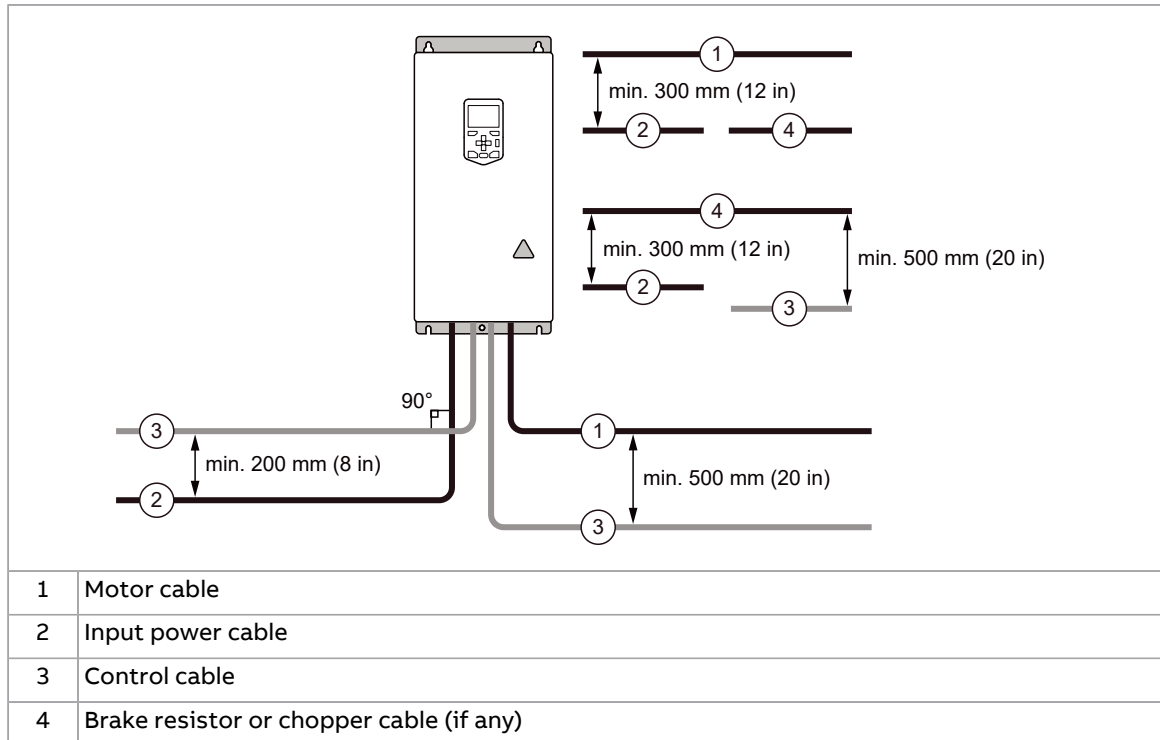 1
min. 300 mm (12 in)
2
4
4
min. 300 mm (12 in)
min. 500 mm (20 in)
2
3
90°
3
1
min. 200 mm (8 in)
min. 500 mm (20 in)
2
3
1 Motor cable
2 Input power cable
3 Control cable
4 Brake resistor or chopper cable (if any)